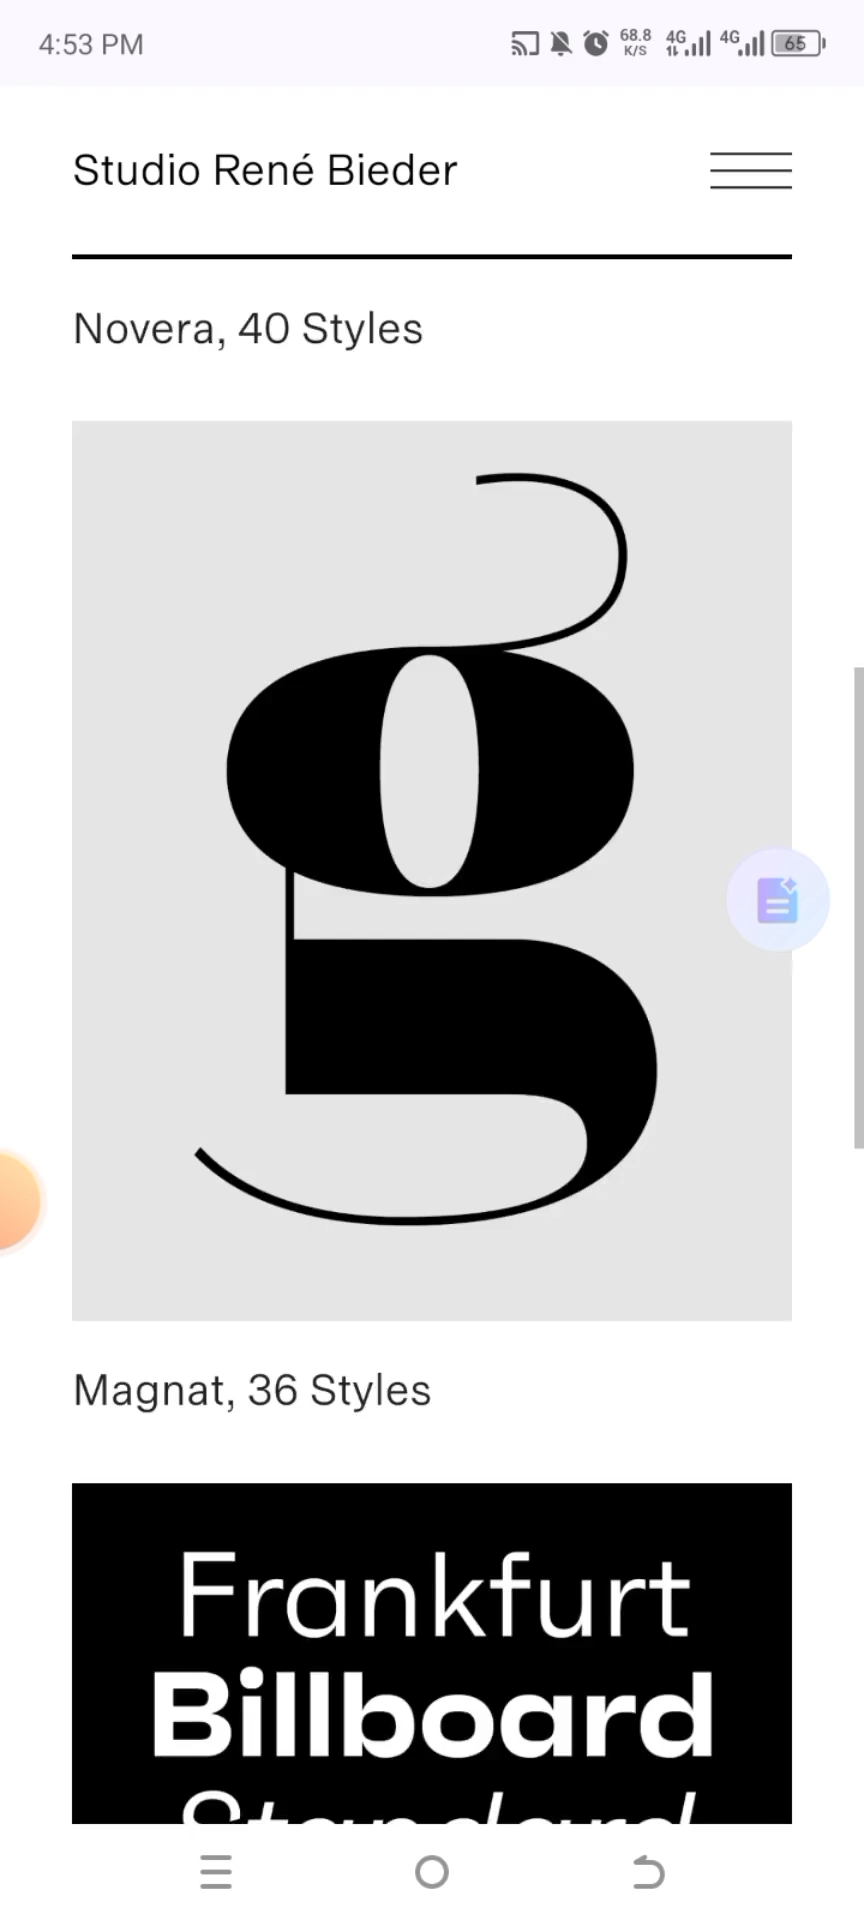 4:53 PM
68.8 K/S 4G 4G 65
Studio René Bieder
Novera, 40 Styles
g
Magnat, 36 Styles
Frankfurt
Billboard
Standard